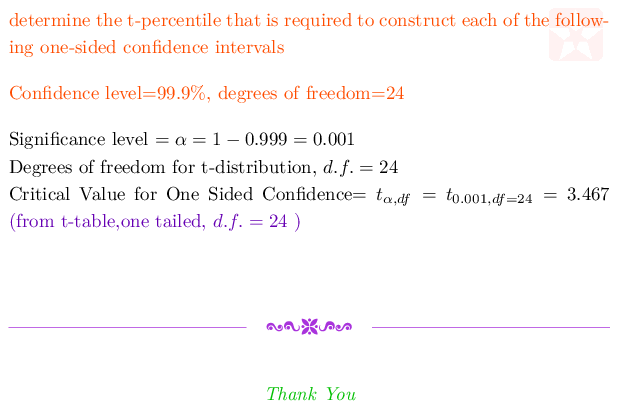 determine the t-percentile that is required to construct each of the follow-
ing one-sided confidence intervals
Confidence level=99.9%, degrees of freedom=24
Significance level = α = 1 − 0.999 = 0.001
Degrees of freedom for t-distribution, d.f. = 24
Critical Value for One Sided Confidence= t_{α,df} = t_{0.001,df=24} = 3.467
(from t-table,one tailed, d.f. = 24 )
Thank You